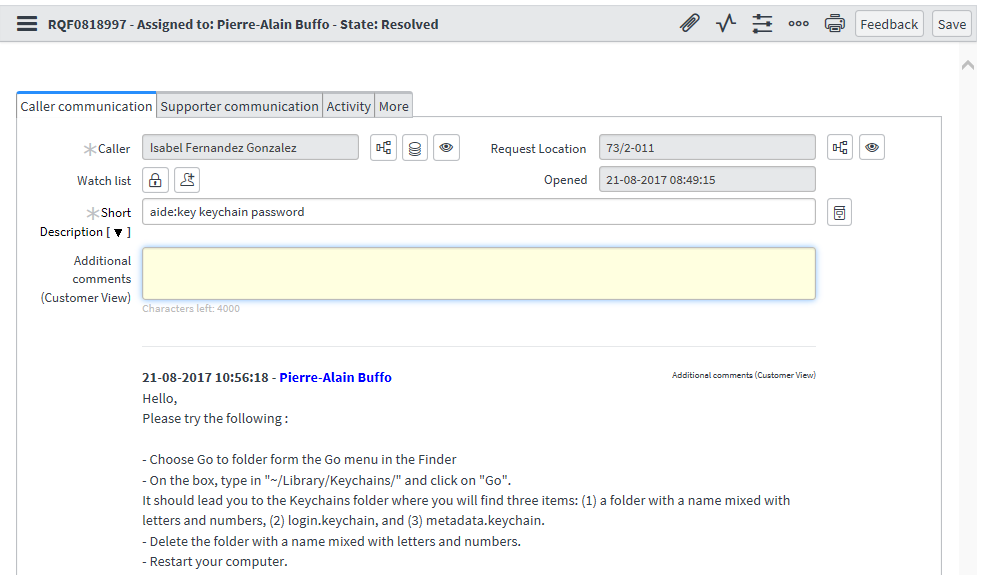 RQF0818997 - Assigned to: Pierre-Alain Buffo - State: Resolved
Feedback
Save
Caller communication
Supporter communication
Activity
More
Caller
Isabel Fernandez Gonzalez
Request Location
73/2-011
Watch list
Opened
21-08-2017 08:49:15
Short
Description [ ▼ ]
aide:key keychain password
Additional
comments
(Customer View)
Characters left: 4000
21-08-2017 10:56:18 - Pierre-Alain Buffo
Additional comments (Customer View)
Hello,
Please try the following :
- Choose Go to folder form the Go menu in the Finder
- On the box, type in "~/Library/Keychains/" and click on "Go".
It should lead you to the Keychains folder where you will find three items: (1) a folder with a name mixed with
letters and numbers, (2) login.keychain, and (3) metadata.keychain.
- Delete the folder with a name mixed with letters and numbers.
- Restart your computer.